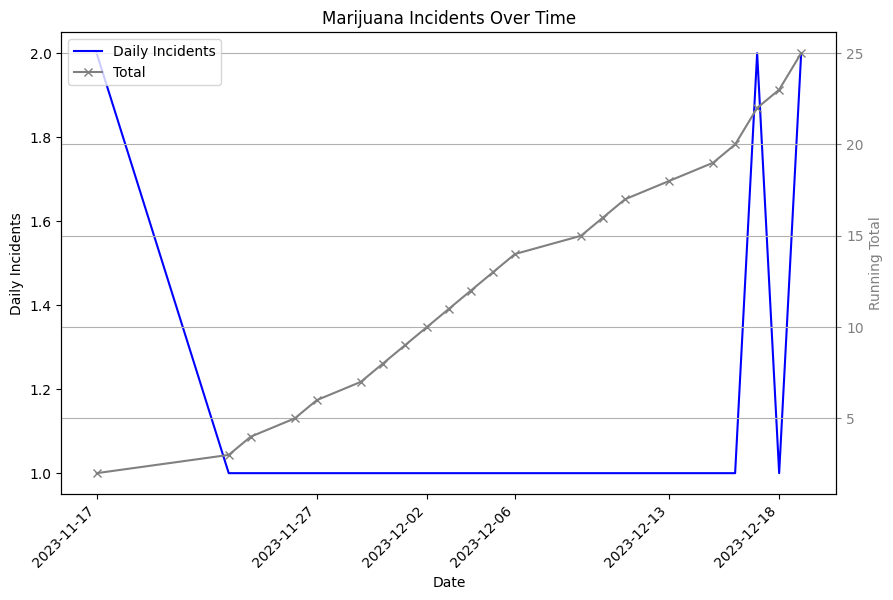 Marijuana Incidents Over Time
Daily Incidents
Total
2.0
1.8
1.6
1.4
1.2
1.0
Daily Incidents
25
20
15
10
5
Running Total
2023-11-17
2023-11-27
2023-12-02
2023-12-06
2023-12-13
2023-12-18
Date